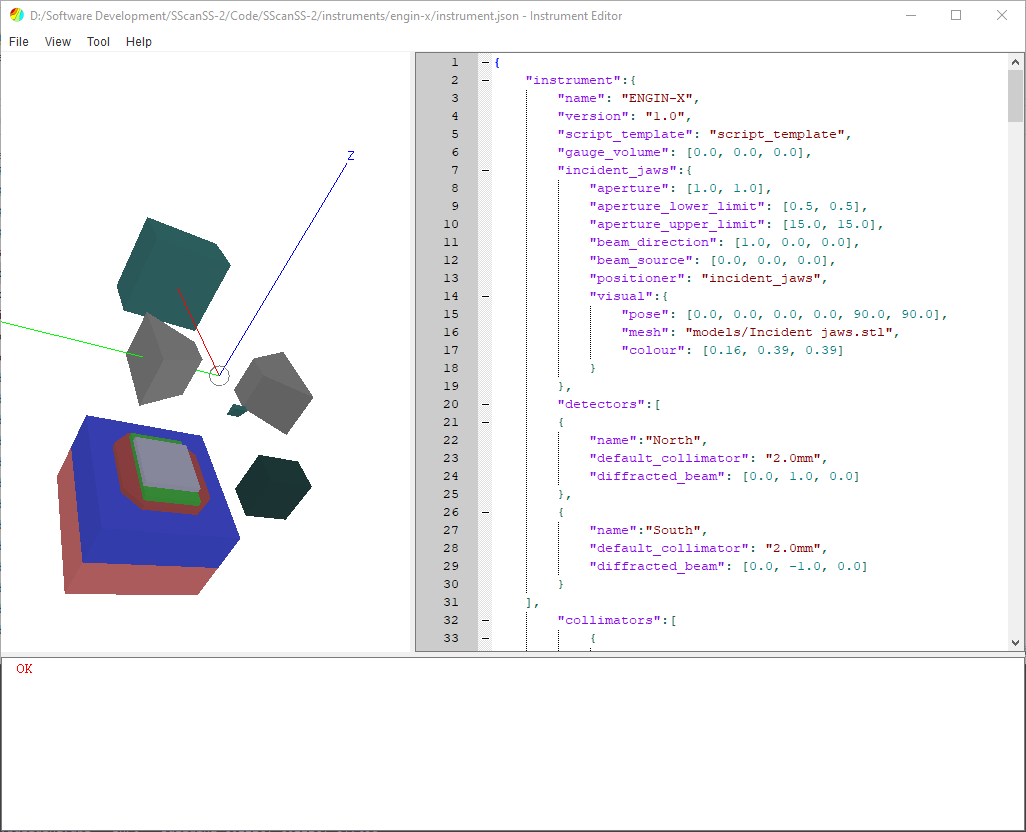 D:/Software Development/SScanSS-2/Code/SScanSS-2/instruments/engin-x/instrument.json - Instrument Editor
File View Tool Help
Z
1 {
2 "instrument":{
3 "name": "ENGIN-X",
4 "version": "1.0",
5 "script_template": "script_template",
6 "gauge_volume": [0.0, 0.0, 0.0],
7 "incident_jaws":{
8 "aperture": [1.0, 1.0],
9 "aperture_lower_limit": [0.5, 0.5],
10 "aperture_upper_limit": [15.0, 15.0],
11 "beam_direction": [1.0, 0.0, 0.0],
12 "beam_source": [0.0, 0.0, 0.0],
13 "positioner": "incident_jaws",
14 "visual":{
15 "pose": [0.0, 0.0, 0.0, 0.0, 90.0, 90.0],
16 "mesh": "models/Incident jaws.stl",
17 "colour": [0.16, 0.39, 0.39]
18 }
19 },
20 "detectors":[
21 {
22 "name":"North",
23 "default_collimator": "2.0mm",
24 "diffracted_beam": [0.0, 1.0, 0.0]
25 },
26 {
27 "name":"South",
28 "default_collimator": "2.0mm",
29 "diffracted_beam": [0.0, -1.0, 0.0]
30 }
31 ],
32 "collimators":[
33 {
OK